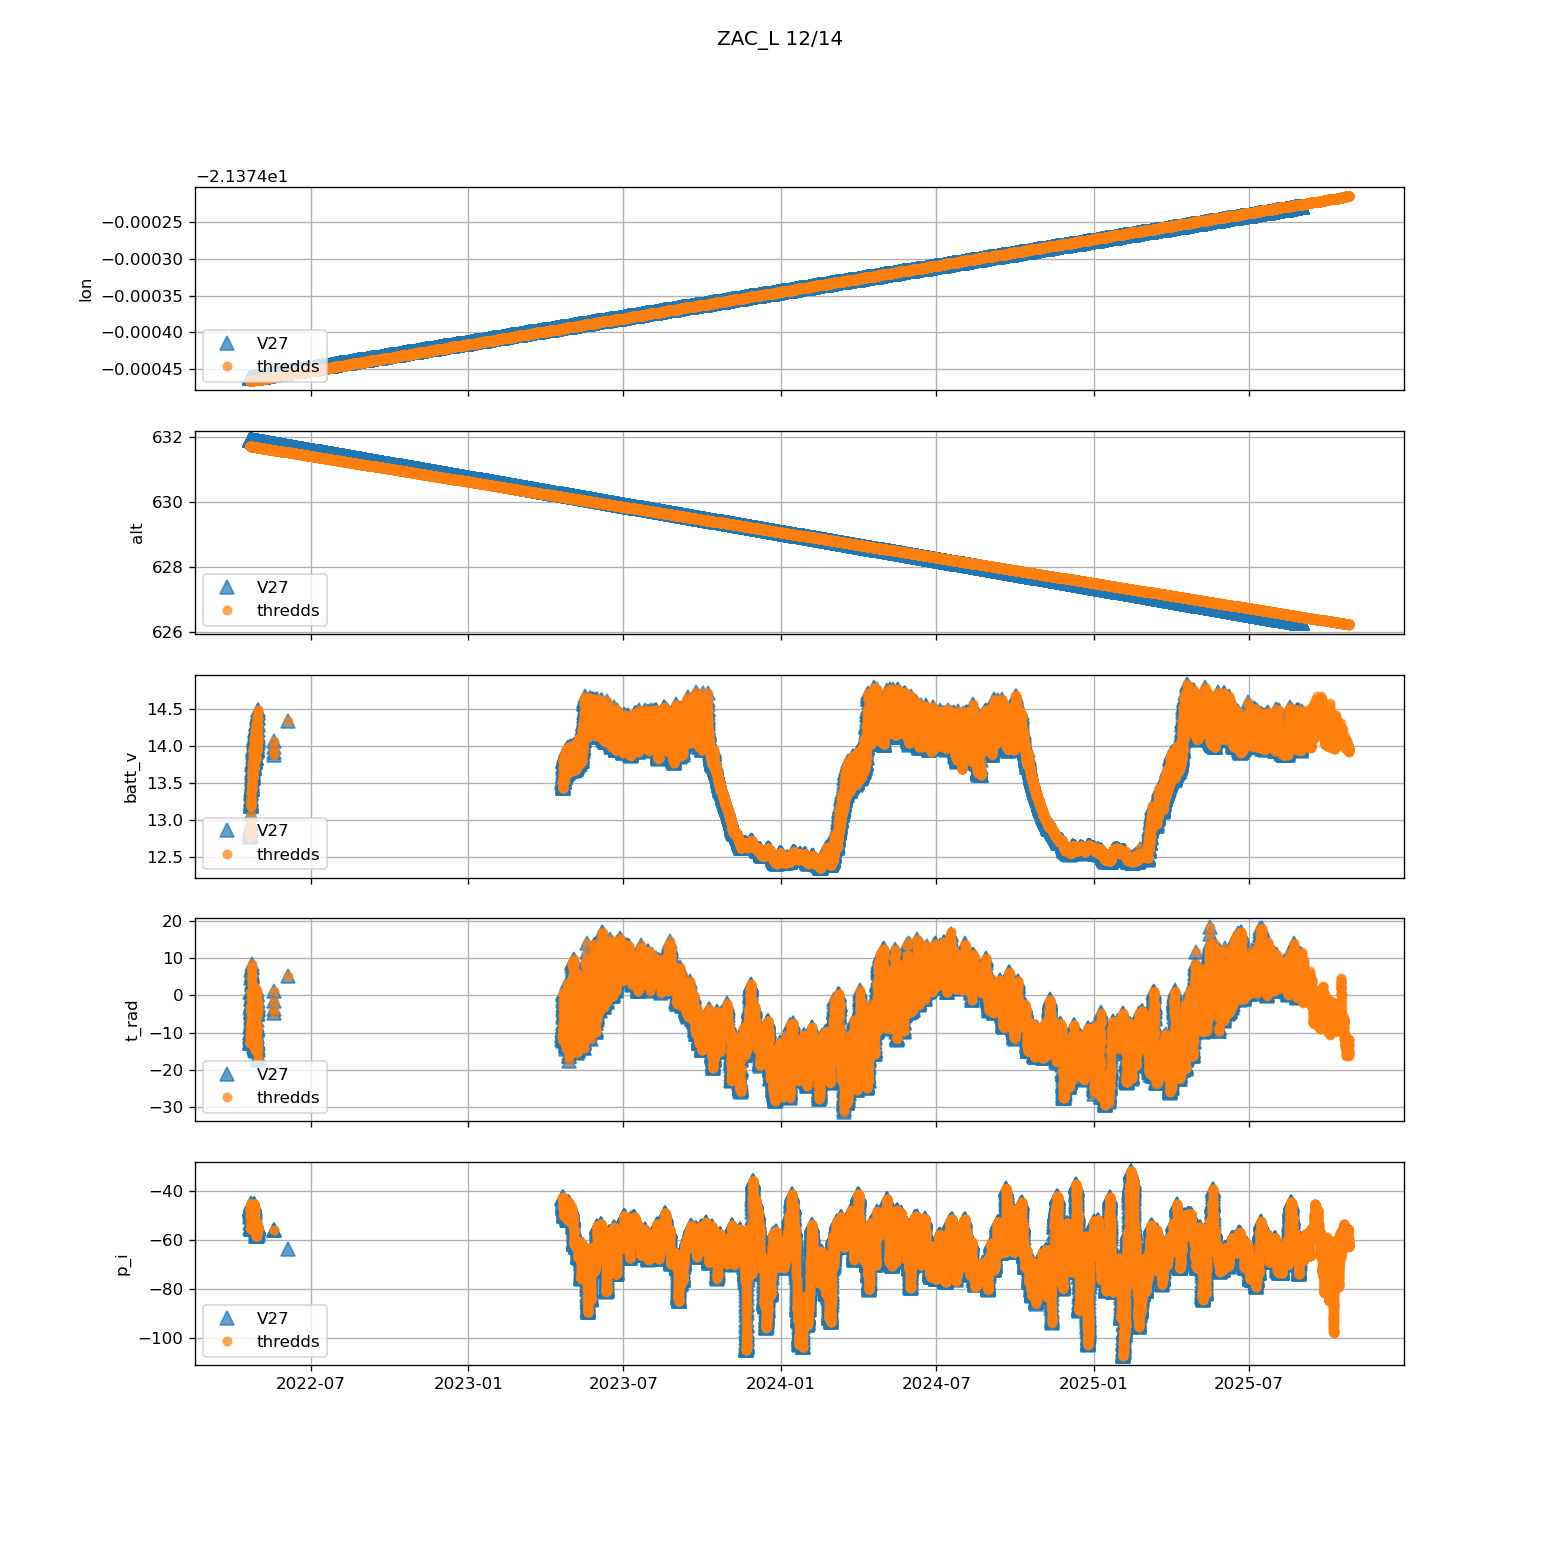 ZAC_L 12/14
−2.1374e1
−0.00025
−0.00030
−0.00035
−0.00040
−0.00045
lon
V27
thredds
632
630
628
626
alt
V27
thredds
14.5
14.0
13.5
13.0
12.5
batt_v
V27
thredds
20
10
0
−10
−20
−30
t_rad
V27
thredds
−40
−60
−80
−100
p_i
V27
thredds
2022-07
2023-01
2023-07
2024-01
2024-07
2025-01
2025-07